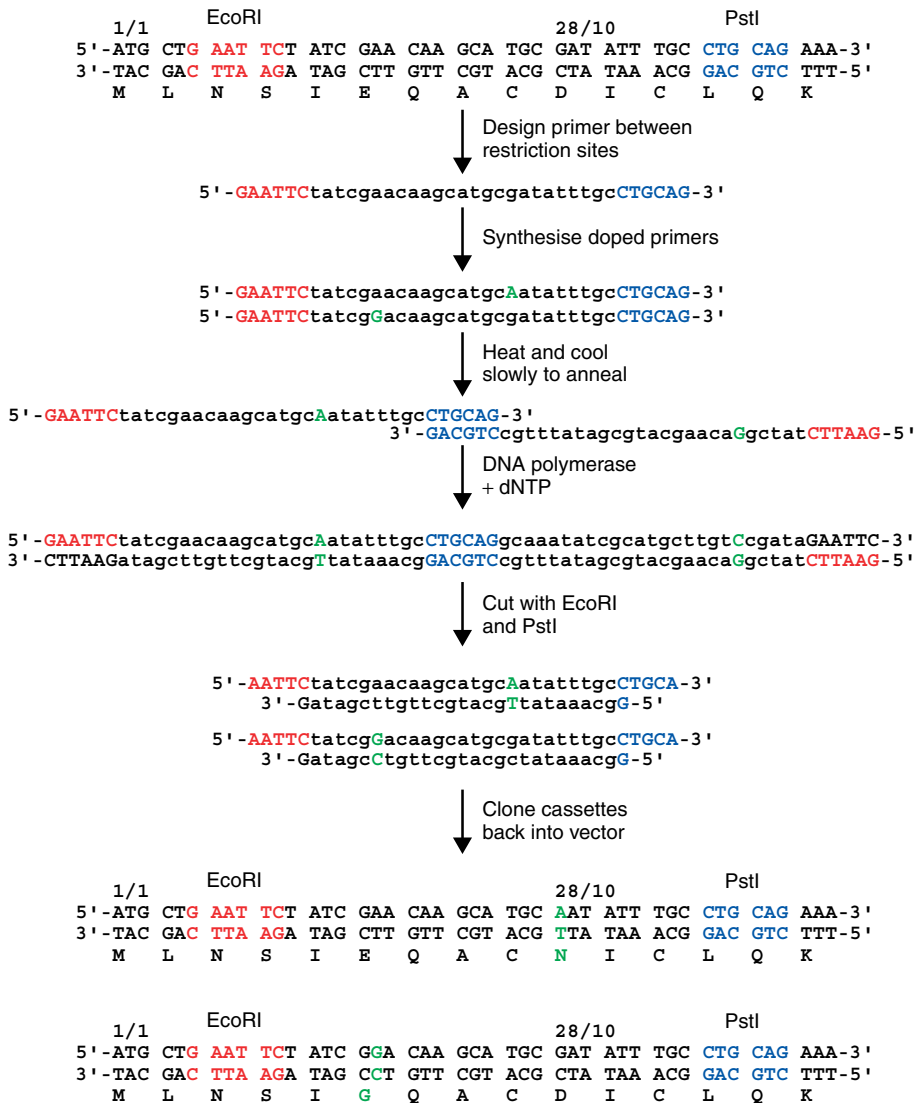 EcoRI PstI
1/1 28/10
5'-ATG CTG AAT TCT ATC GAA CAA GCA TGC GAT ATT TGC CTG CAG AAA-3'
3'-TAC GAC TTA AGA TAG CTT GTT CGT ACG CTA TAA ACG GAC GTC TTT-5'
M L N S I E Q A C D I C L Q K
Design primer between
restriction sites
5'-GAATTCtatcgaacaagcatgcgatatttgcCTGCAG-3'
Synthesise doped primers
5'-GAATTCtatcgaacaagcatgcAatatttgcCTGCAG-3'
5'-GAATTCtatcgGacaagcatgcgatatttgcCTGCAG-3'
Heat and cool
slowly to anneal
5'-GAATTCtatcgaacaagcatgcAatatttgcCTGCAG-3'
3'-GACGTCcgtttatagcgtacgaacaGgctatCTTAAG-5'
DNA polymerase
+ dNTP
5'-GAATTCtatcgaacaagcatgcAatatttgcCTGCAGgcaaatatcgcatgcttgtCcgataGAATTC-3'
3'-CTTAAGatagcttgttcgtacgTtataaacgGACGTCcgtttatagcgtacgaacaGgctatCTTAAG-5'
Cut with EcoRI
and PstI
5'-AATTCtatcgaacaagcatgcAatatttgcCTGCA-3'
3'-GatagcttgttcgtacgTtataaacgG-5'
5'-AATTCtatcgGacaagcatgcgatatttgcCTGCA-3'
3'-GatagcCtgttcgtacgctataaacgG-5'
Clone cassettes
back into vector
EcoRI PstI
1/1 28/10
5'-ATG CTG AAT TCT ATC GAA CAA GCA TGC AAT ATT TGC CTG CAG AAA-3'
3'-TAC GAC TTA AGA TAG CTT GTT CGT ACG TTA TAA ACG GAC GTC TTT-5'
M L N S I E Q A C N I C L Q K
EcoRI PstI
1/1 28/10
5'-ATG CTG AAT TCT ATC GGA CAA GCA TGC GAT ATT TGC CTG CAG AAA-3'
3'-TAC GAC TTA AGA TAG CCT GTT CGT ACG CTA TAA ACG GAC GTC TTT-5'
M L N S I G Q A C D I C L Q K